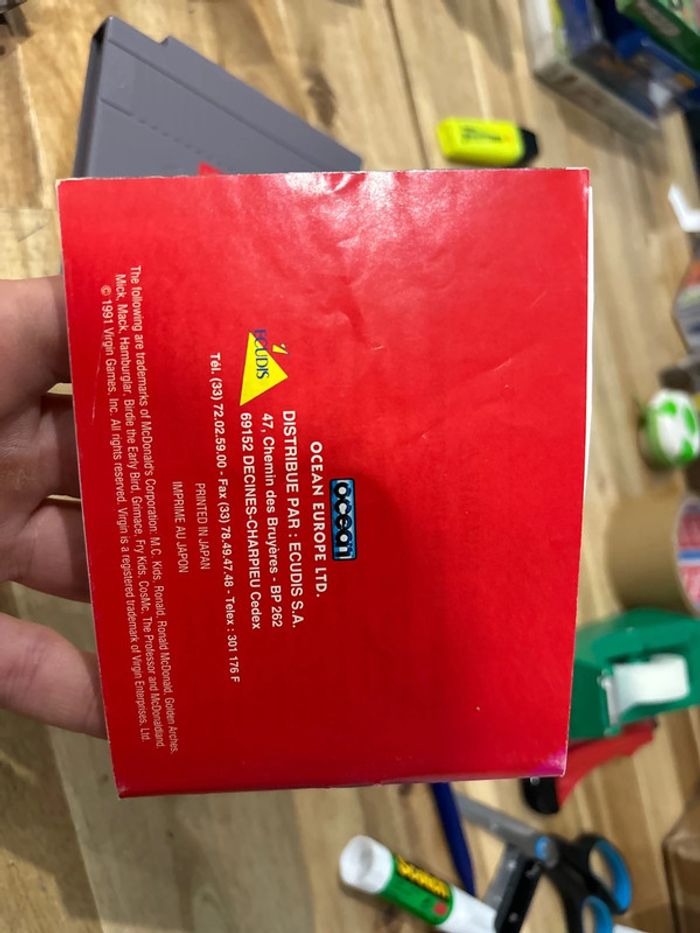 ocean
OCEAN EUROPE LTD.
DISTRIBUE PAR : ECUDIS S.A.
47, Chemin des Bruyères - BP 262
69152 DECINES-CHARPIEU Cedex
ECUDIS
Tél. (33) 72.02.59.00 - Fax (33) 78.49.47.48 - Telex : 301 176 F
PRINTED IN JAPAN
IMPRIME AU JAPON
The following are trademarks of McDonald's Corporation: M.C. Kids, Ronald, Ronald McDonald, Golden Arches,
Mick, Mack, Hamburglar, Birdie the Early Bird, Grimace, Fry Kids, CosMc, The Professor and McDonaldland.
© 1991 Virgin Games, Inc. All rights reserved. Virgin is a registered trademark of Virgin Enterprises, Ltd.
Scotch